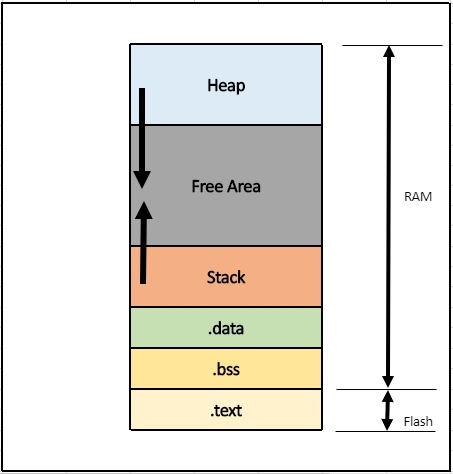 Heap
Free Area
RAM
Stack
.data
.bss
.text
Flash